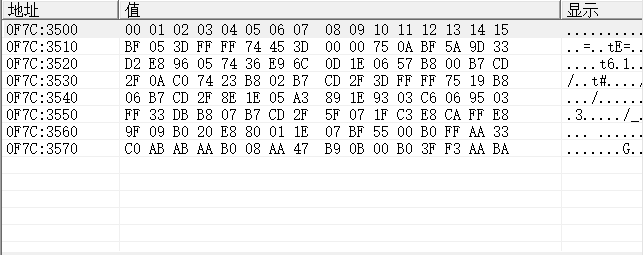 地址 值 显示
0F7C:3500 00 01 02 03 04 05 06 07 08 09 10 11 12 13 14 15 ..........
0F7C:3510 BF 05 3D FF FF 74 45 3D 00 00 75 0A BF 5A 9D 33 ..=..tE=..
0F7C:3520 D2 E8 96 05 74 36 E9 6C 0D 1E 06 57 B8 00 B7 CD ....t6.l..
0F7C:3530 2F 0A C0 74 23 B8 02 B7 CD 2F 3D FF FF 75 19 B8 /..t#..../
0F7C:3540 06 B7 CD 2F 8E 1E 05 A3 89 1E 93 03 C6 06 95 03 .../......
0F7C:3550 FF 33 DB B8 07 B7 CD 2F 5F 07 1F C3 E8 CA FF E8 .3...../_.
0F7C:3560 9F 09 B0 20 E8 80 01 1E 07 BF 55 00 B0 FF AA 33 ... ......
0F7C:3570 C0 AB AB AA B0 08 AA 47 B9 0B 00 B0 3F F3 AA BA .......G..